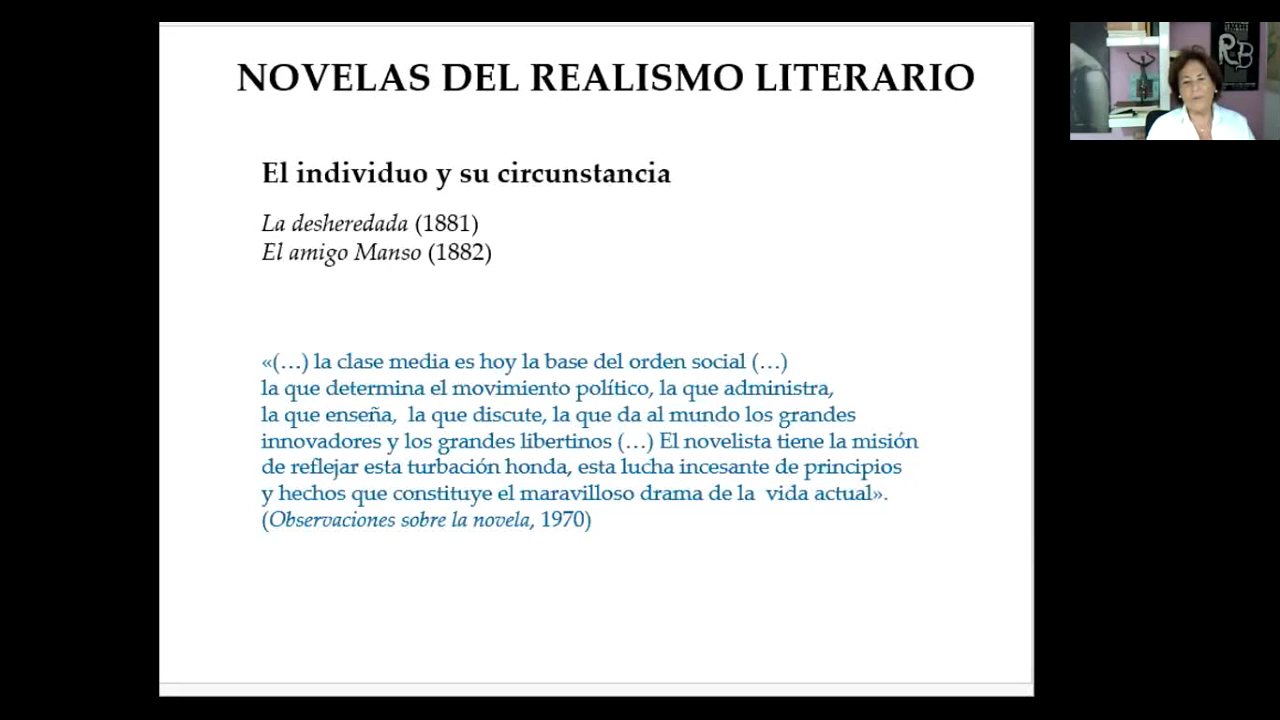 NOVELAS DEL REALISMO LITERARIO
El individuo y su circunstancia
La desheredada (1881)
El amigo Manso (1882)
«(…) la clase media es hoy la base del orden social (…)
la que determina el movimiento político, la que administra,
la que enseña, la que discute, la que da al mundo los grandes
innovadores y los grandes libertinos (…) El novelista tiene la misión
de reflejar esta turbación honda, esta lucha incesante de principios
y hechos que constituye el maravilloso drama de la vida actual».
(Observaciones sobre la novela, 1970)